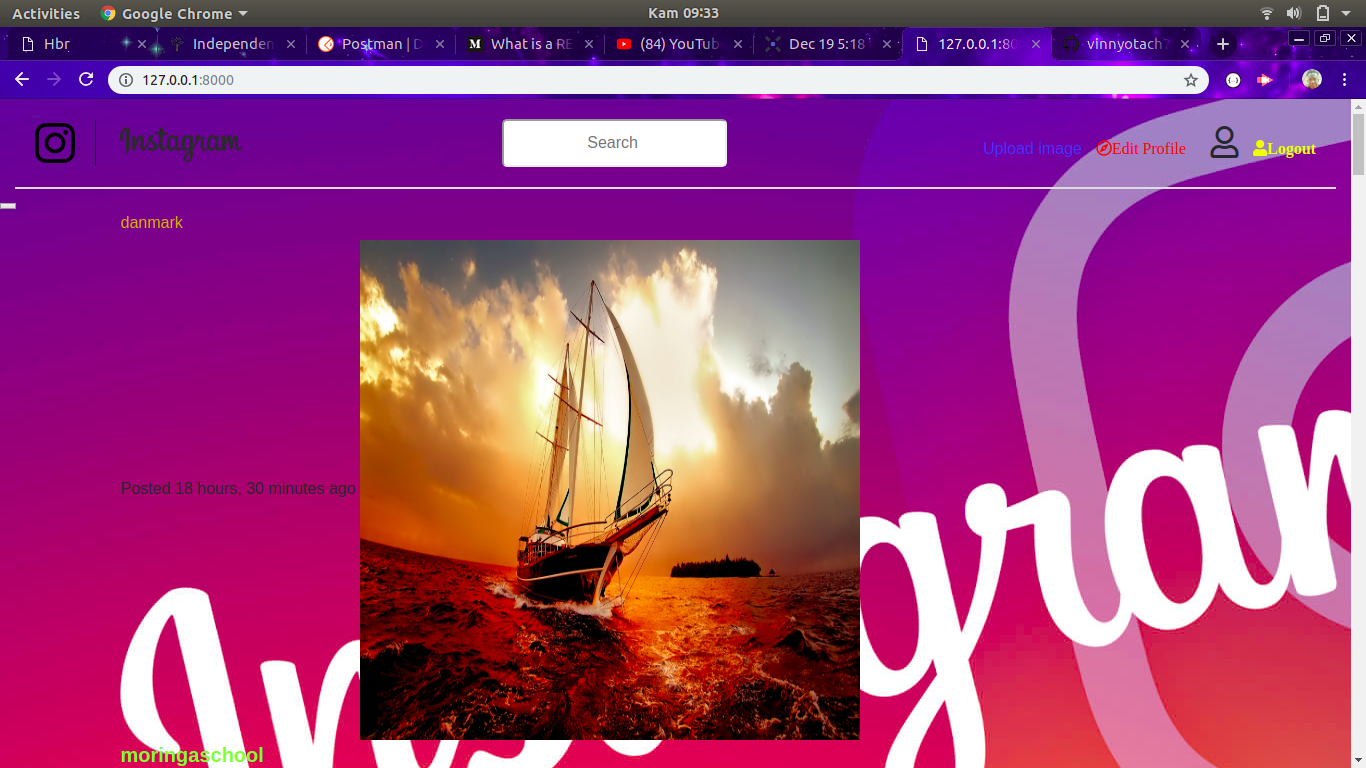 Activities Google Chrome Kam 09:33
Hbr Independen Postman | D What is a RE (84) YouTub Dec 19 5:18 127.0.0.1:80 vinnyotach7
127.0.0.1:8000
Instagram Search Upload image Edit Profile Logout
danmark
Posted 18 hours, 30 minutes ago
moringaschool